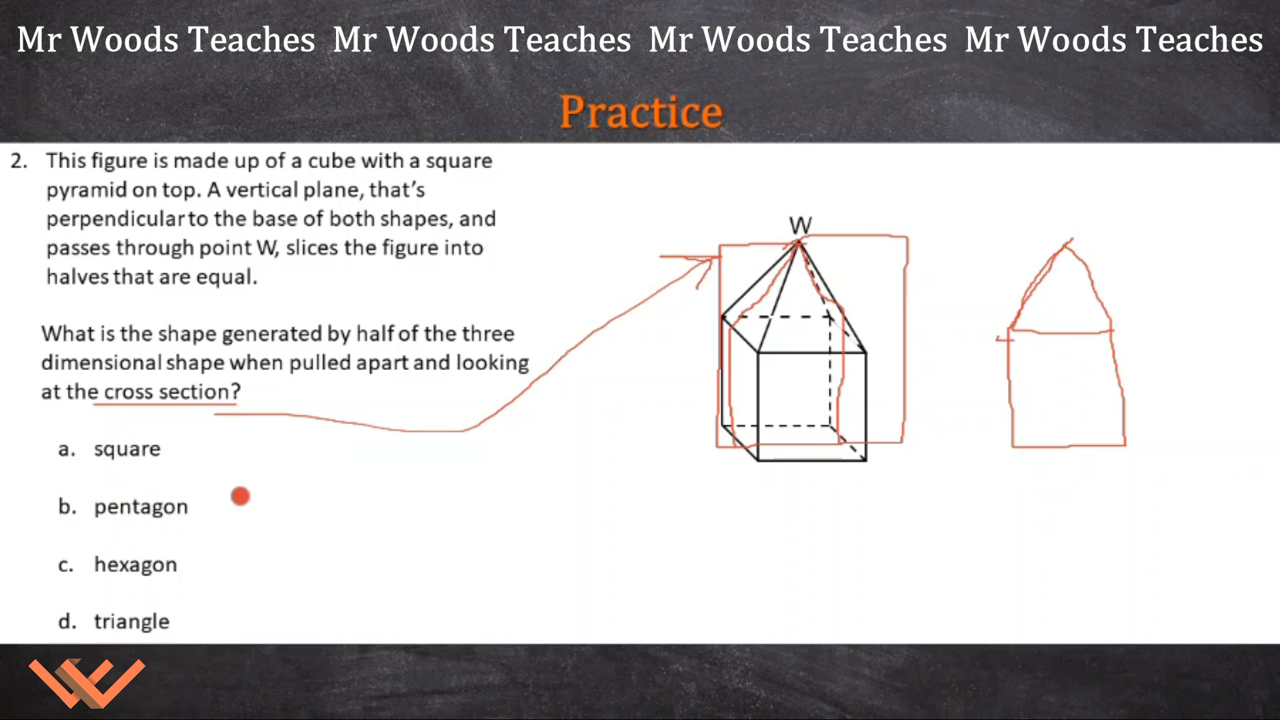 Mr Woods Teaches Mr Woods Teaches Mr Woods Teaches Mr Woods Teaches
Practice
2. This figure is made up of a cube with a square
pyramid on top. A vertical plane, that's
perpendicular to the base of both shapes, and
passes through point W, slices the figure into
halves that are equal.
What is the shape generated by half of the three
dimensional shape when pulled apart and looking
at the cross section?
a. square
b. pentagon
c. hexagon
d. triangle
W